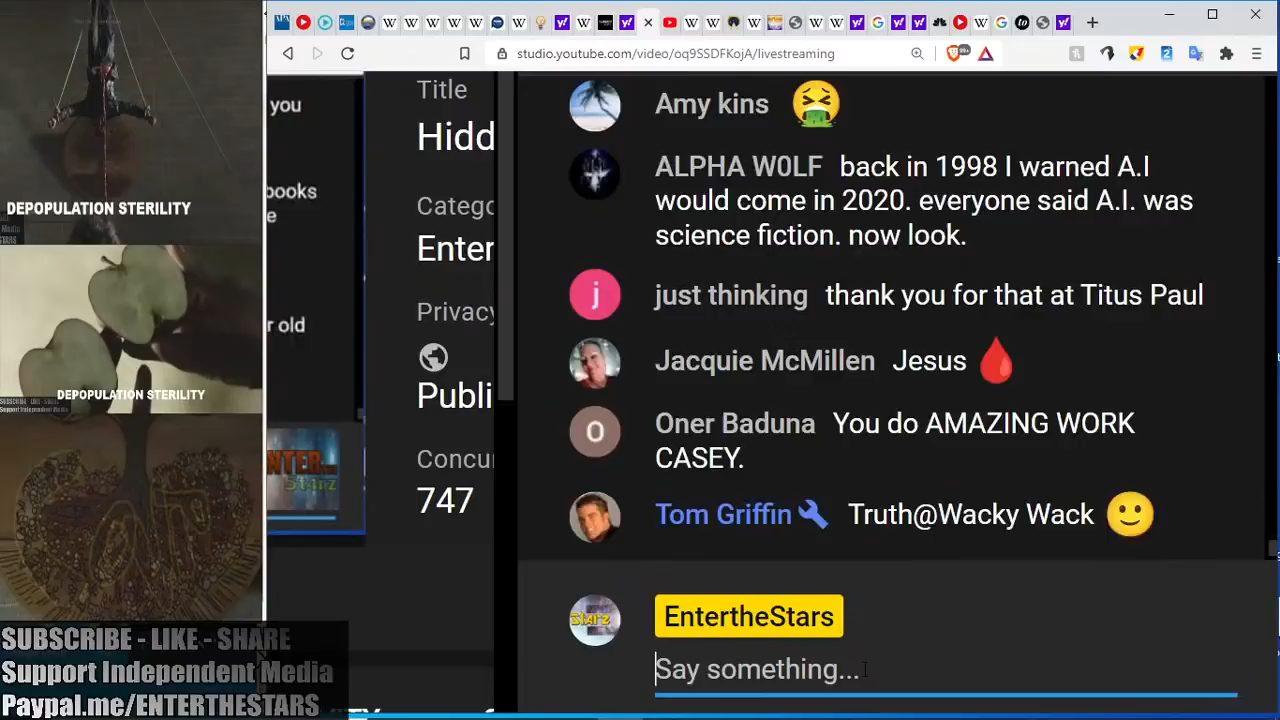 DEPOPULATION STERILITY
DEPOPULATION STERILITY
SUBSCRIBE - LIKE - SHARE
Support Independent Media
Paypal.me/ENTERTHESTARS
studio.youtube.com/video/oq9SSDFKojA/livestreaming
99+
you
books
e
r old
Title
Hidd
Catego
Enter
Privacy
Publi
Concur
747
Amy kins
ALPHA W0LF back in 1998 I warned A.I
would come in 2020. everyone said A.I. was
science fiction. now look.
j just thinking thank you for that at Titus Paul
Jacquie McMillen Jesus
O Oner Baduna You do AMAZING WORK
CASEY.
Tom Griffin Truth@Wacky Wack
EntertheStars
Say something...